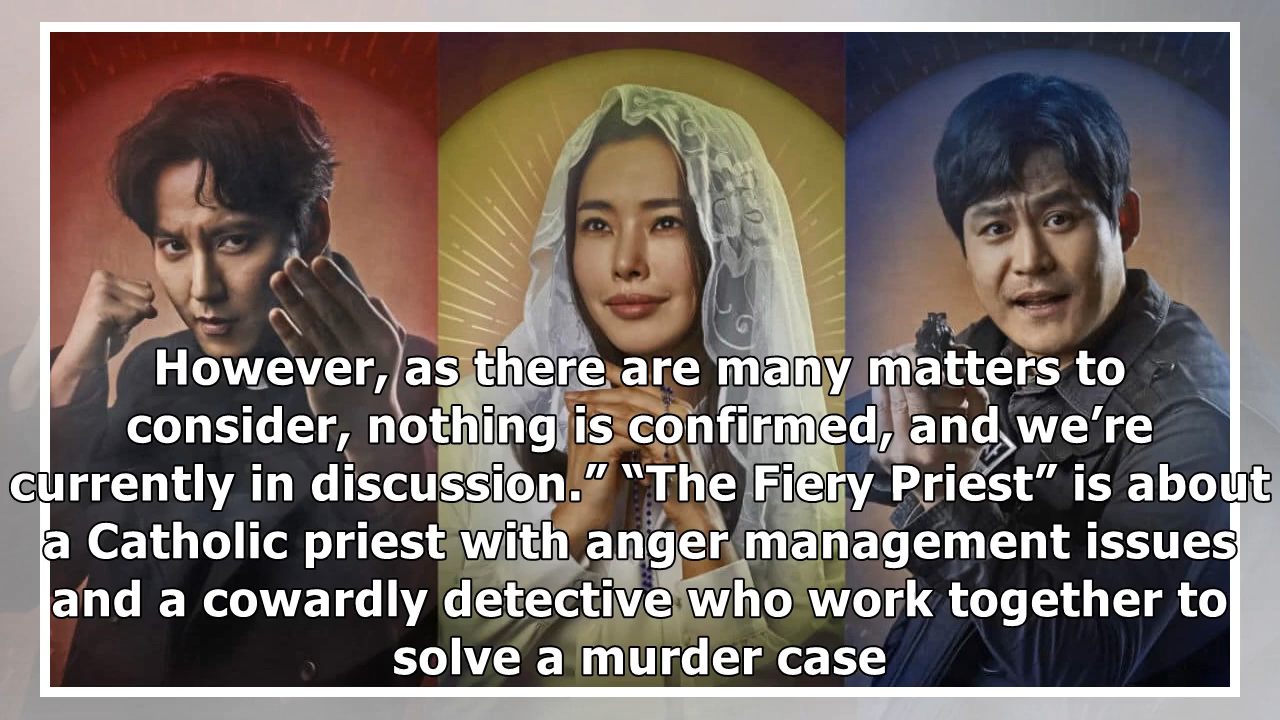 However, as there are many matters to
consider, nothing is confirmed, and we’re
currently in discussion.” “The Fiery Priest” is about
a Catholic priest with anger management issues
and a cowardly detective who work together to
solve a murder case